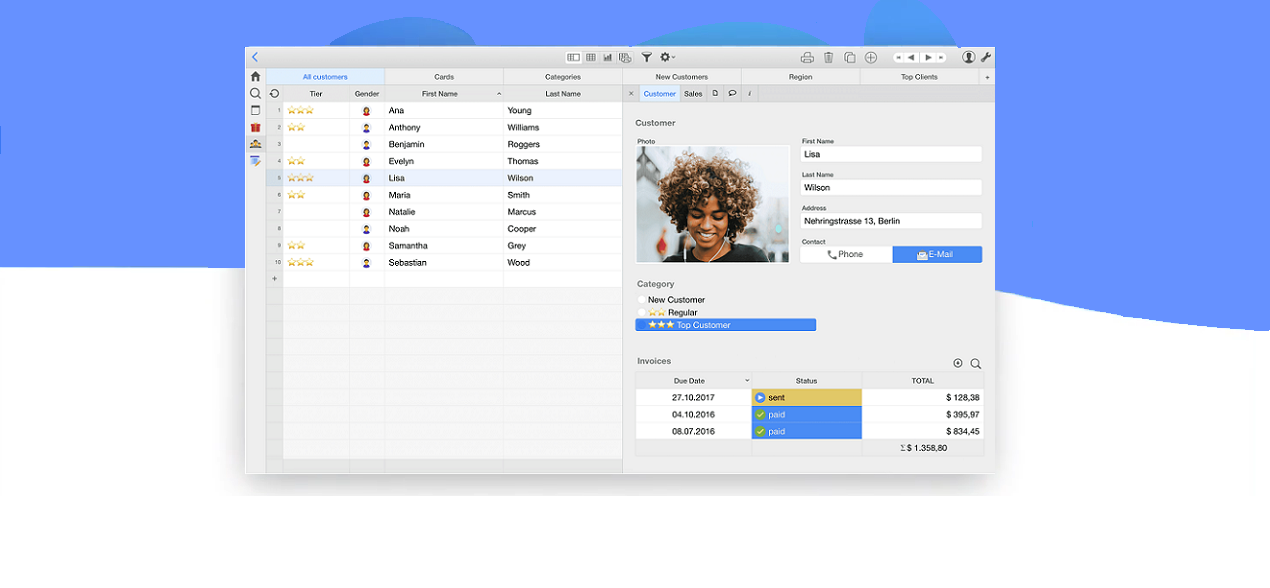 All customers Cards Categories New Customers Region Top Clients +
Tier Gender First Name Last Name
1 Ana Young
2 Anthony Williams
3 Benjamin Roggers
4 Evelyn Thomas
5 Lisa Wilson
6 Maria Smith
7 Natalie Marcus
8 Noah Cooper
9 Samantha Grey
10 Sebastian Wood
+
× Customer Sales i
Customer
Photo
First Name
Lisa
Last Name
Wilson
Address
Nehringstrasse 13, Berlin
Contact
Phone E-Mail
Category
New Customer
Regular
Top Customer
Invoices
Due Date Status TOTAL
27.10.2017 sent $ 128,38
04.10.2016 paid $ 395,97
08.07.2016 paid $ 834,45
Σ $ 1.358,80